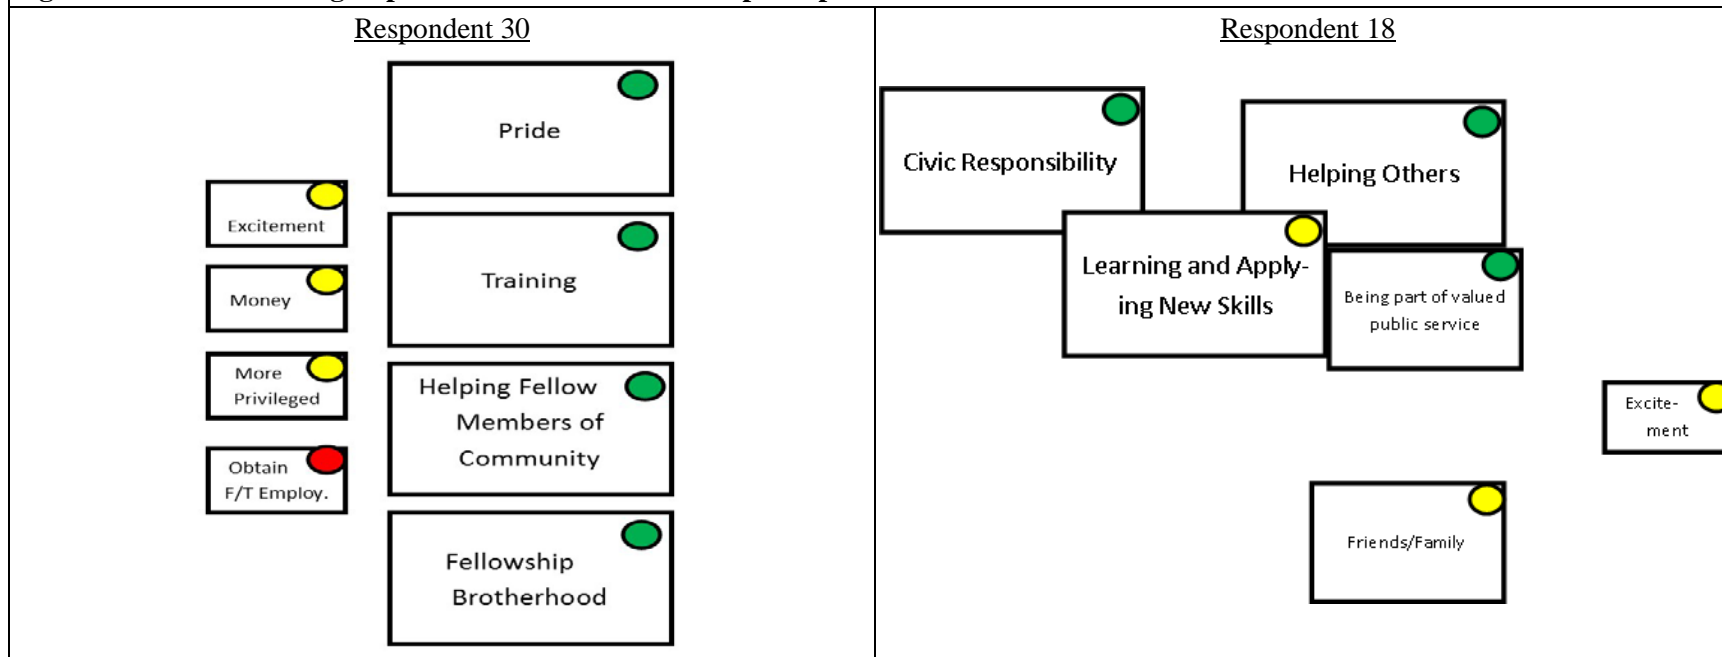 Respondent 30
Pride
Excitement
Training
Money
More
Privileged
Helping Fellow
Members of
Community
Obtain
F/T Employ.
Fellowship
Brotherhood
Respondent 18
Civic Responsibility
Helping Others
Learning and Apply-
ing New Skills
Being part of valued
public service
Excite-
ment
Friends/Family